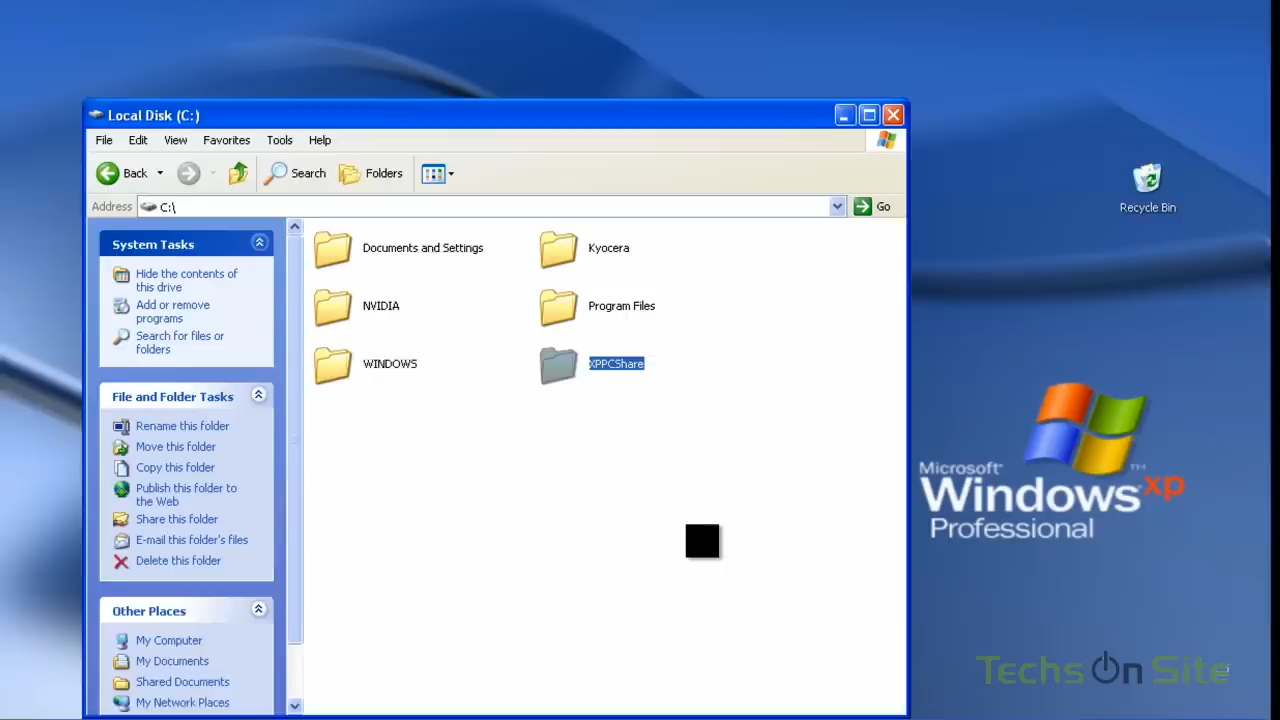 Local Disk (C:)
File Edit View Favorites Tools Help
Back Search Folders
Address C:\ Go
System Tasks
Hide the contents of
this drive
Add or remove
programs
Search for files or
folders
File and Folder Tasks
Rename this folder
Move this folder
Copy this folder
Publish this folder to
the Web
Share this folder
E-mail this folder's files
Delete this folder
Other Places
My Computer
My Documents
Shared Documents
My Network Places
Documents and Settings Kyocera
NVIDIA Program Files
WINDOWS XPPCShare
Recycle Bin
Microsoft®
Windows xp
Professional
TM
Techs On Site